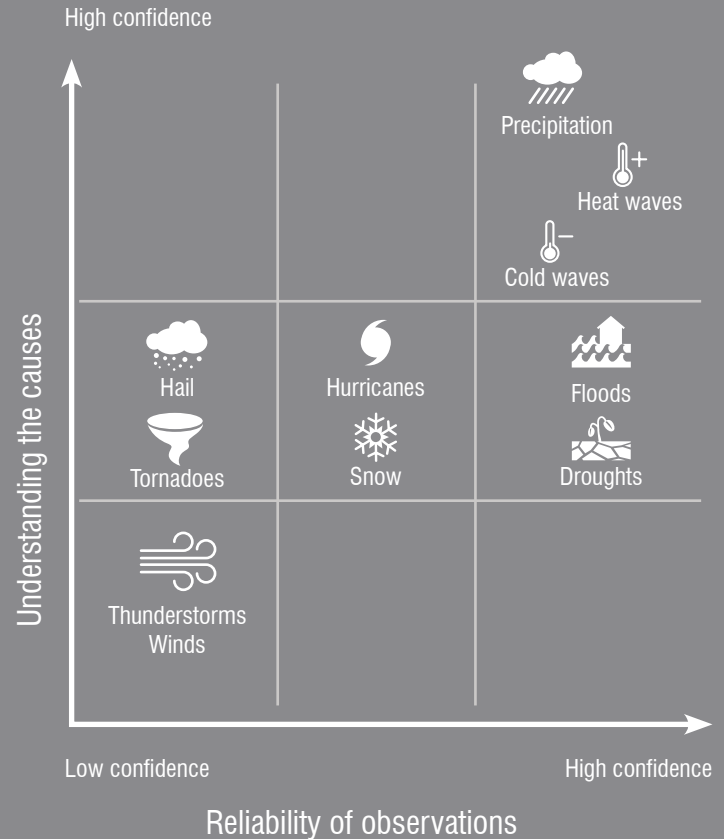 High confidence
Precipitation
Heat waves
Cold waves
Understanding the causes
Hail
Hurricanes
Floods
Tornadoes
Snow
Droughts
Thunderstorms
Winds
Low confidence
High confidence
Reliability of observations